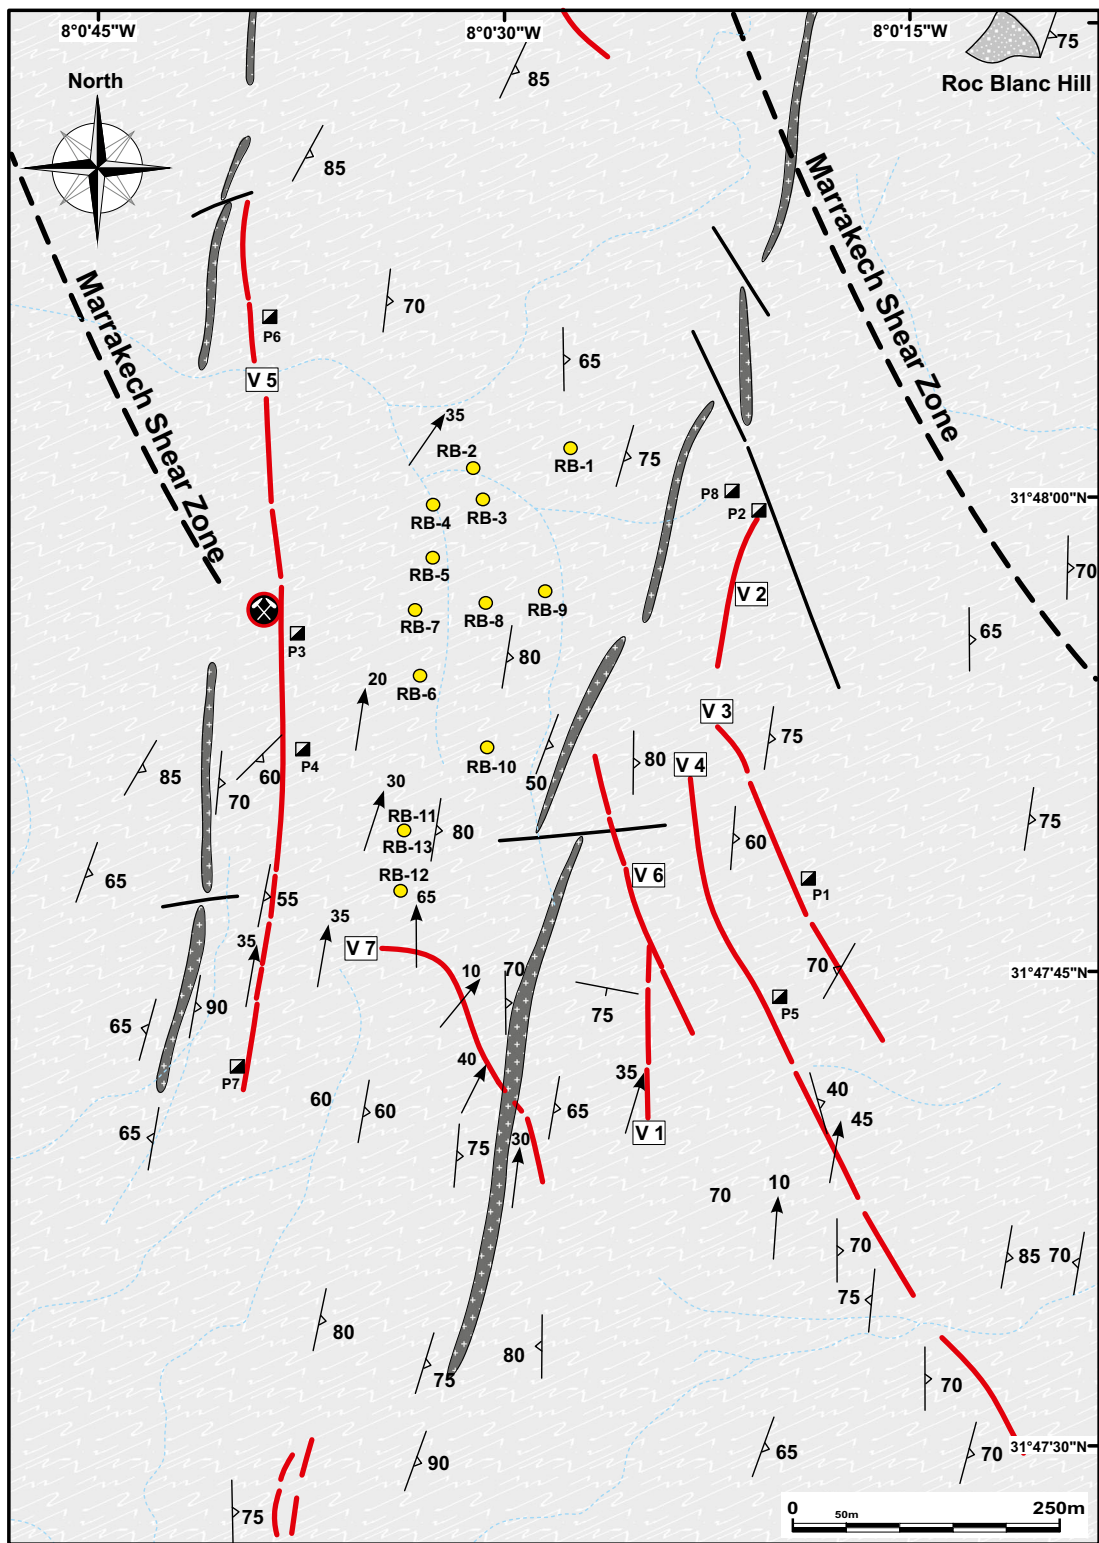 8°0'45"W
8°0'30"W
8°0'15"W
75
North
85
Roc Blanc Hill
85
Marrakech Shear Zone
Marrakech Shear Zone
70
P6
65
V 5
35
RB-2
RB-1
75
P8
P2
31°48'00"N
RB-4
RB-3
RB-5
70
RB-9
V 2
RB-7
RB-8
P3
65
80
20
RB-6
V 3
75
P4
RB-10
80
V 4
85
60
50
70
30
RB-11
75
80
RB-13
60
65
RB-12
V 6
P1
55
65
35
35
V 7
70
10
70
31°47'45"N
90
75
P5
65
40
35
P7
40
60
60
65
45
65
75
30
V 1
10
70
70
85
70
75
80
80
75
70
90
65
70
31°47'30"N
75
0
50m
250m